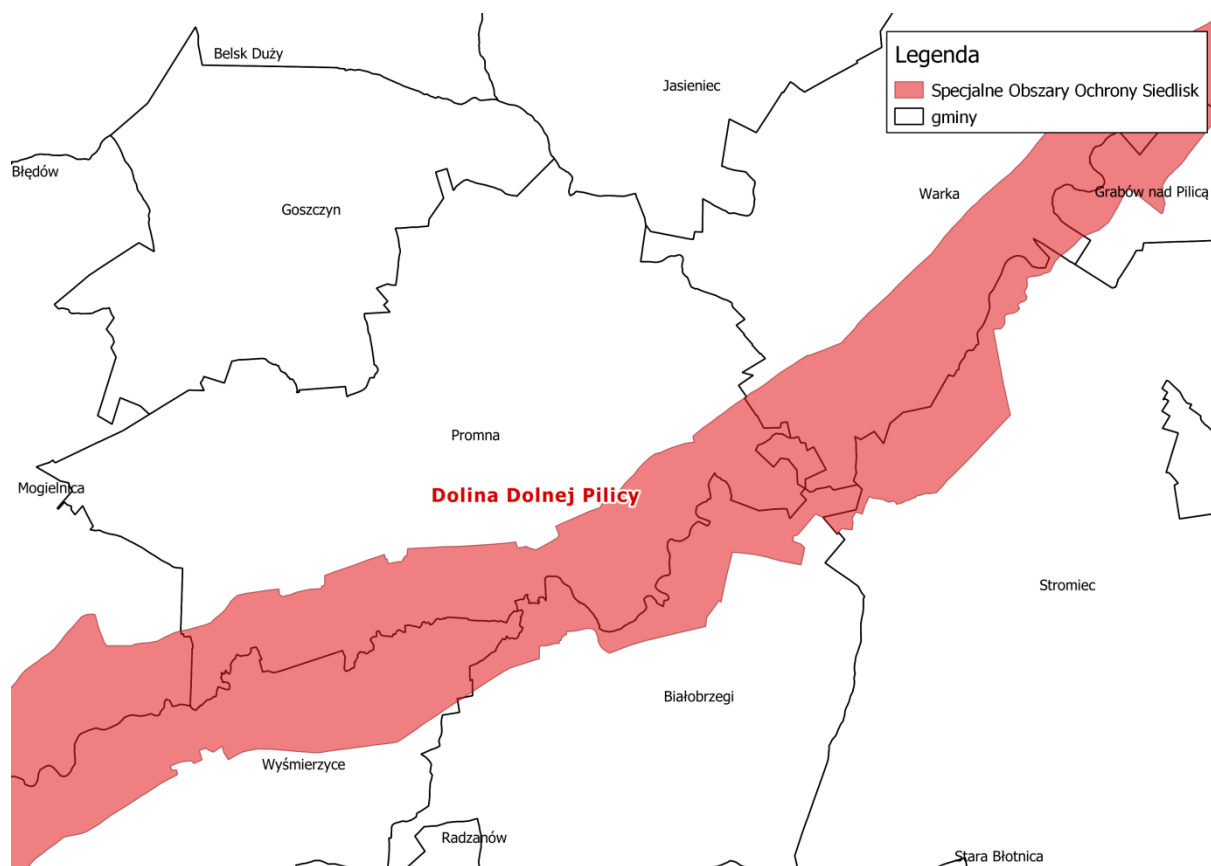 Belsk Duży
Jasieniec
Legenda
Specjalne Obszary Ochrony Siedlisk
gminy
Błędów
Goszczyn
Warka
Grabów nad Pilicą
Promna
Mogielnica
Dolina Dolnej Pilicy
Stromiec
Białobrzegi
Wyśmierzyce
Radzanów
Stara Błotnica